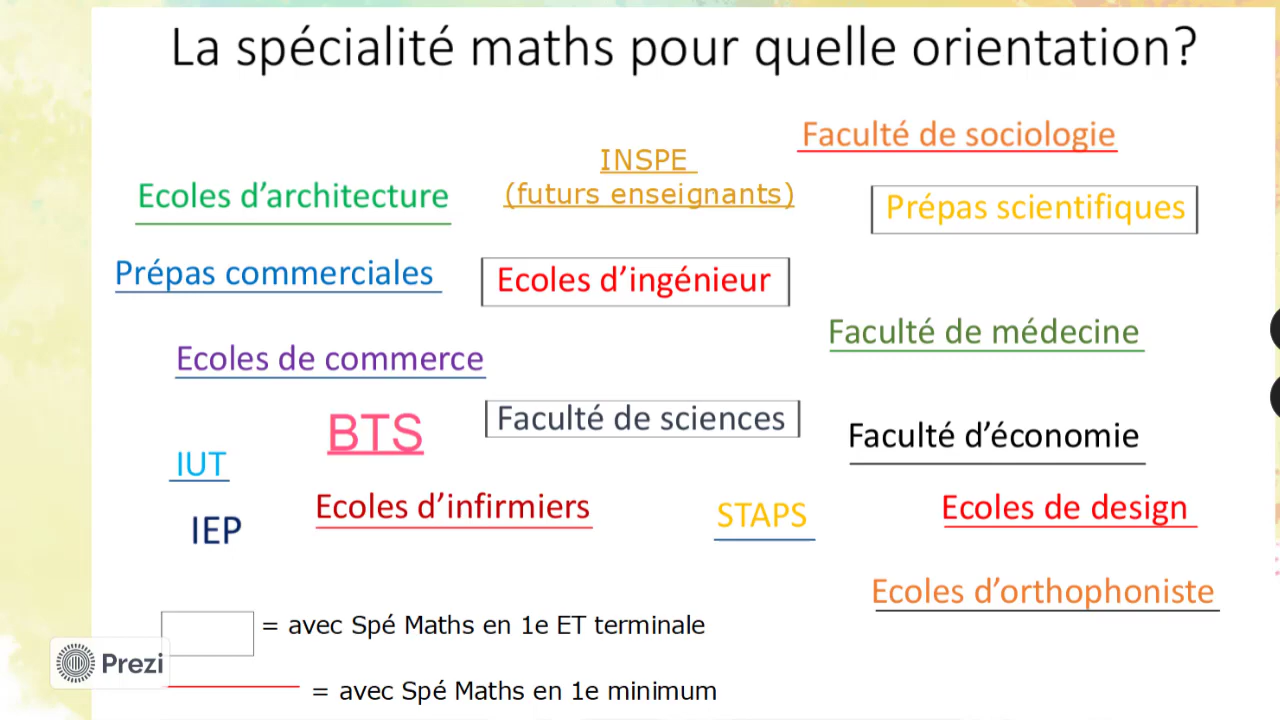 La spécialité maths pour quelle orientation?
Faculté de sociologie
INSPE
(futurs enseignants)
Ecoles d’architecture
Prépas scientifiques
Prépas commerciales
Ecoles d’ingénieur
Faculté de médecine
Ecoles de commerce
BTS
Faculté de sciences
Faculté d’économie
IUT
Ecoles d’infirmiers
STAPS
Ecoles de design
IEP
Ecoles d’orthophoniste
= avec Spé Maths en 1e ET terminale
Prezi
= avec Spé Maths en 1e minimum